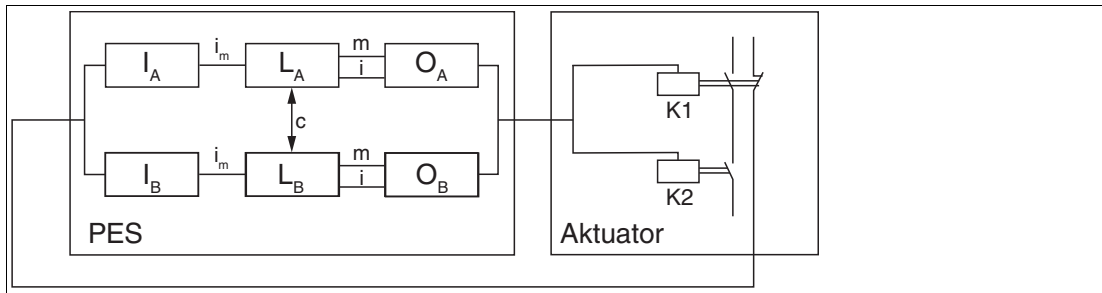 I_A i_m L_A m i O_A
K1
c
I_B i_m L_B m i O_B
K2
PES Aktuator